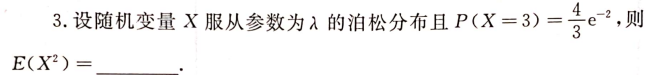 3. 设随机变量 X 服从参数为 λ 的泊松分布且 P(X=3)=\frac{4}{3}e^{-2},则
E(X²)=________.